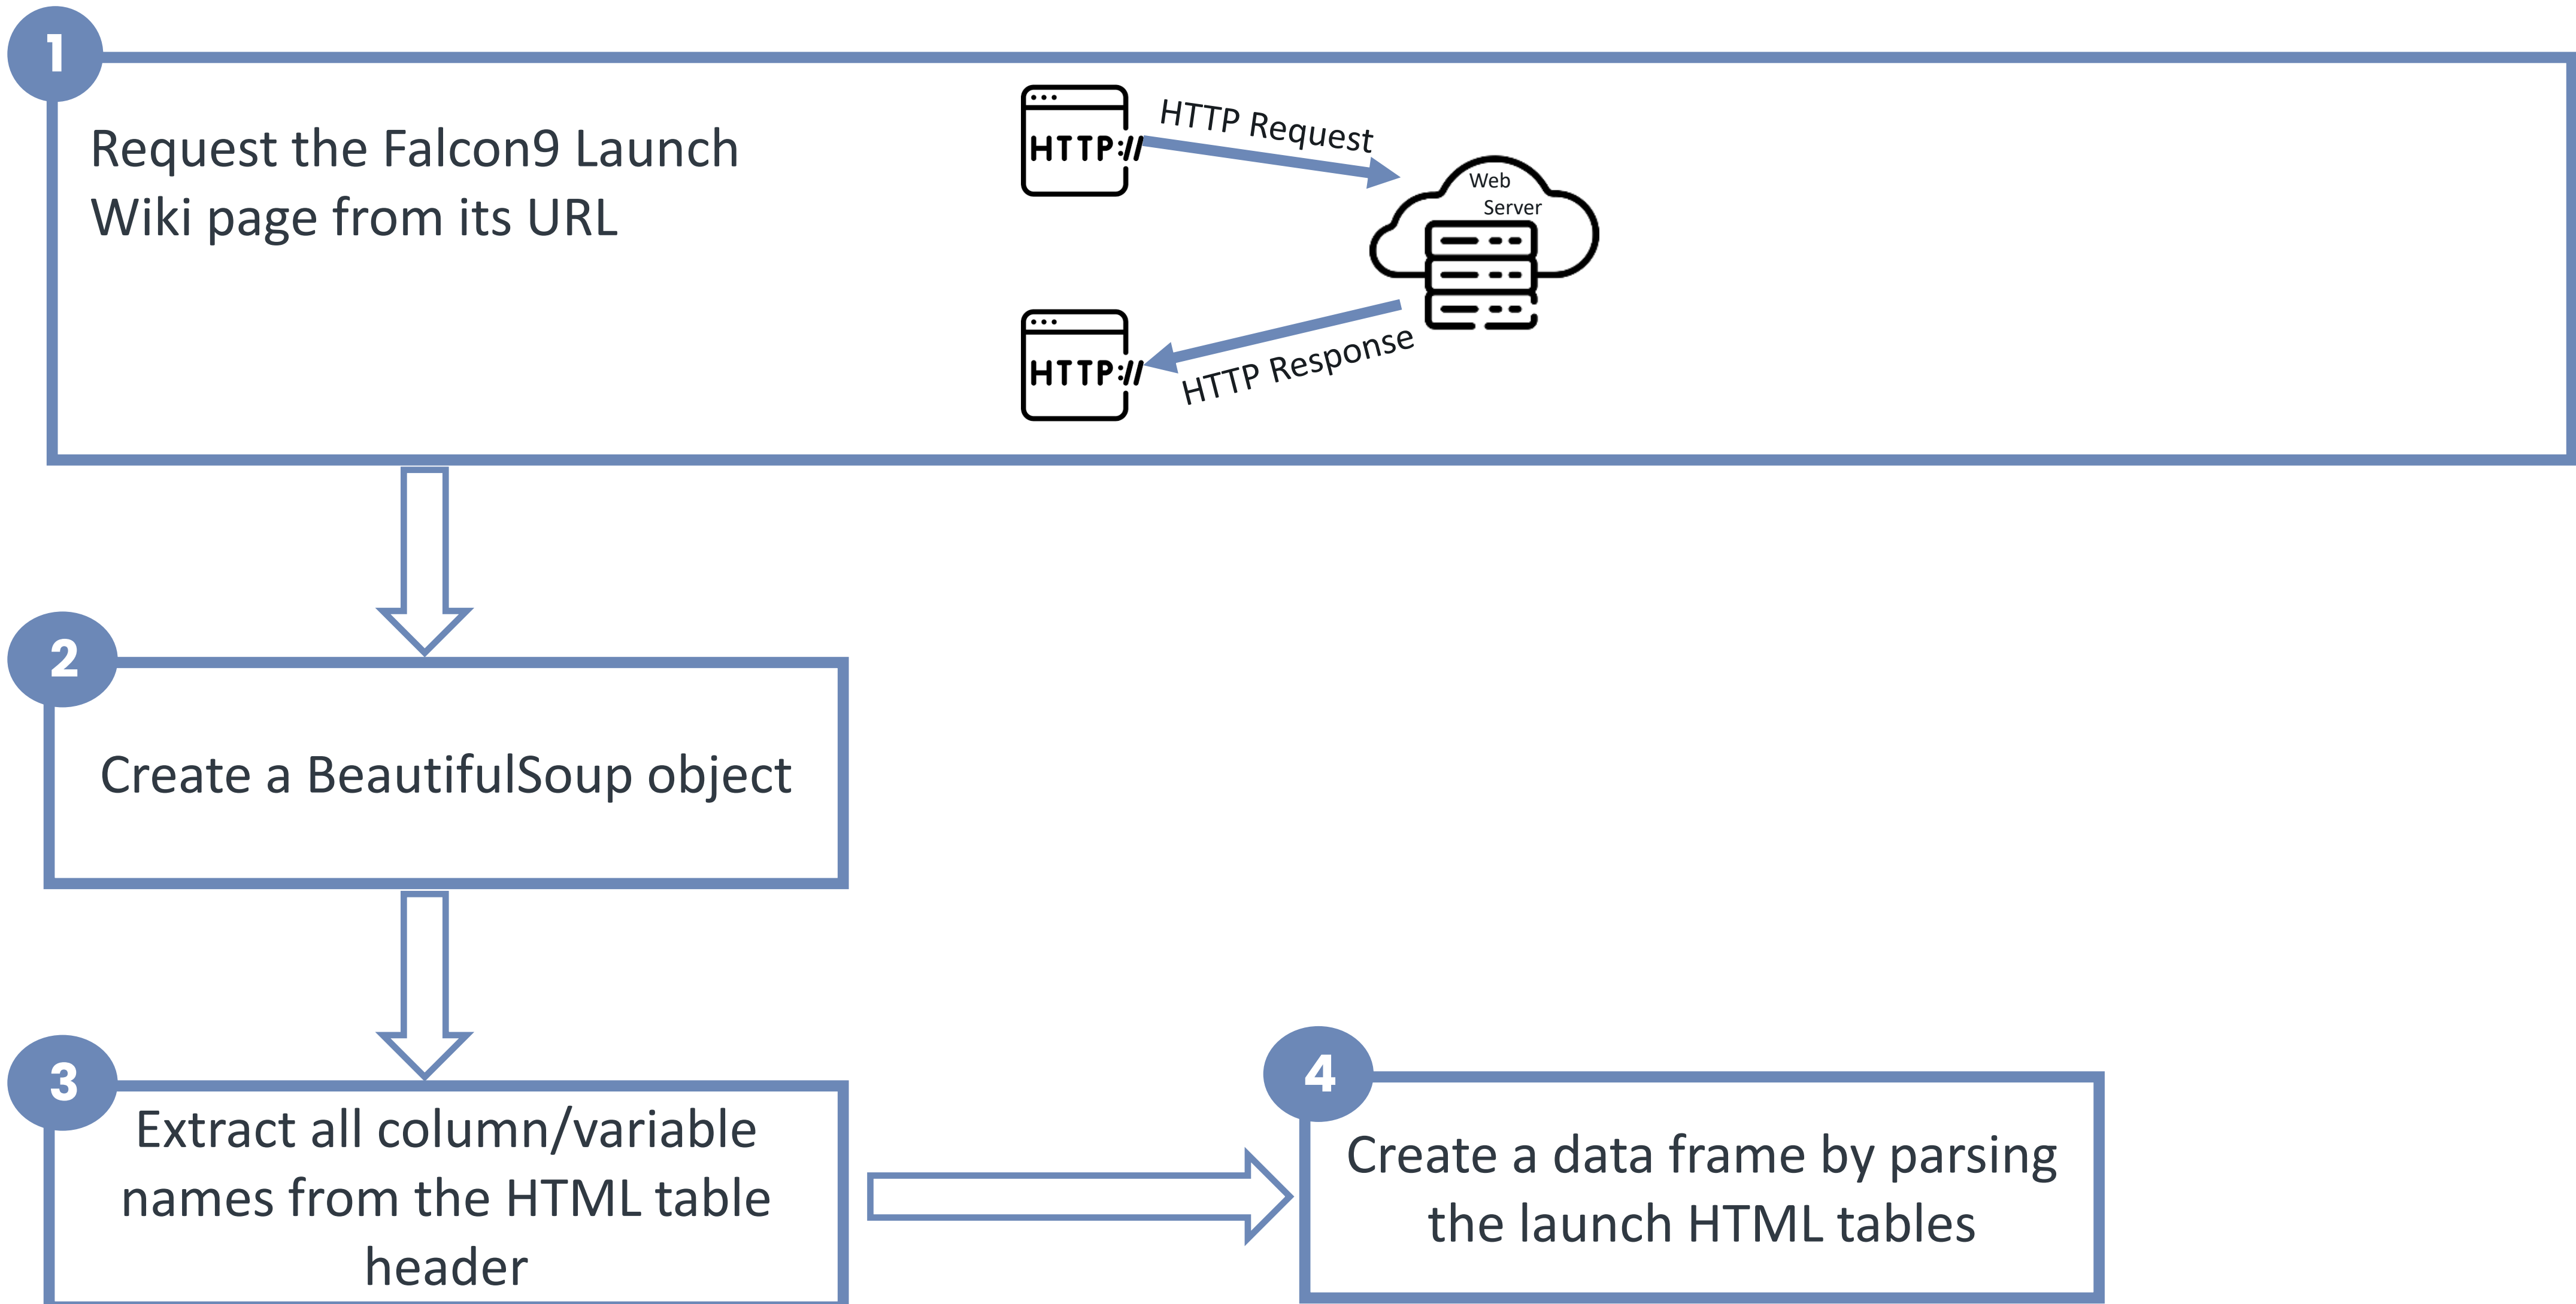 1
Request the Falcon9 Launch
Wiki page from its URL
HTTP://
HTTP Request
Web
Server
HTTP://
HTTP Response
2
Create a BeautifulSoup object
3
Extract all column/variable
names from the HTML table
header
4
Create a data frame by parsing
the launch HTML tables